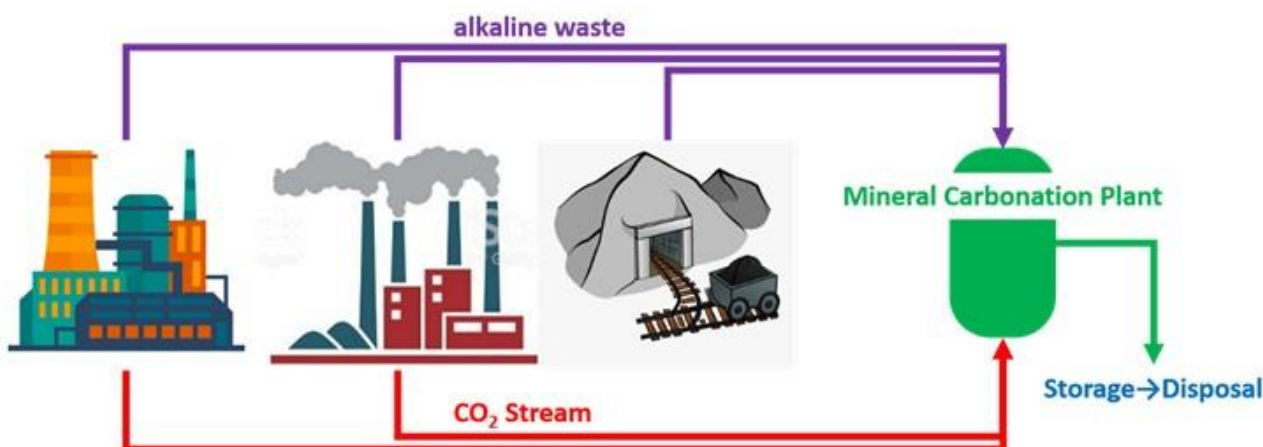 alkaline waste
Mineral Carbonation Plant
Storage→Disposal
CO₂ Stream